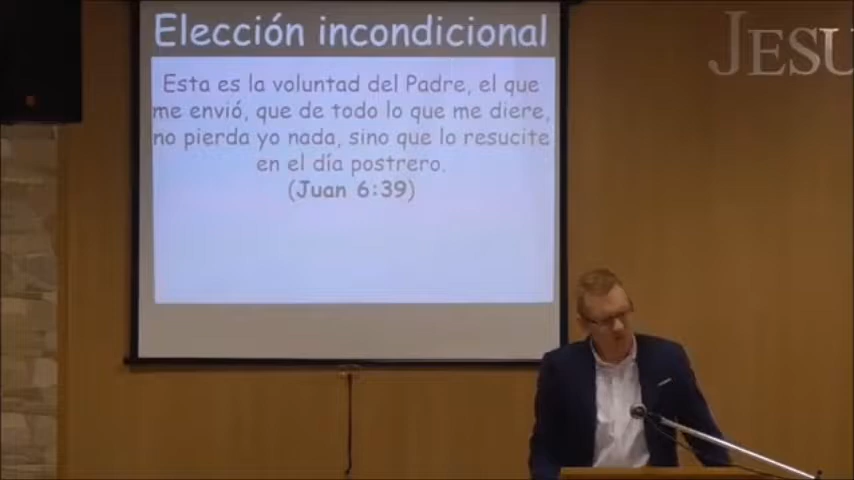 Elección incondicional
JESU
Esta es la voluntad del Padre, el que
me envió, que de todo lo que me diere,
no pierda yo nada, sino que lo resucite
en el día postrero.
(Juan 6:39)